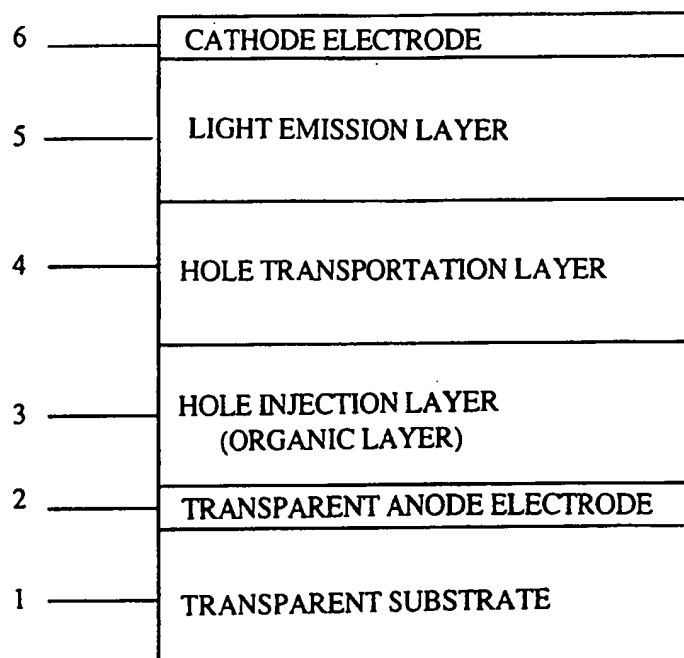 6 CATHODE ELECTRODE
5 LIGHT EMISSION LAYER
4 HOLE TRANSPORTATION LAYER
3 HOLE INJECTION LAYER
(ORGANIC LAYER)
2 TRANSPARENT ANODE ELECTRODE
1 TRANSPARENT SUBSTRATE